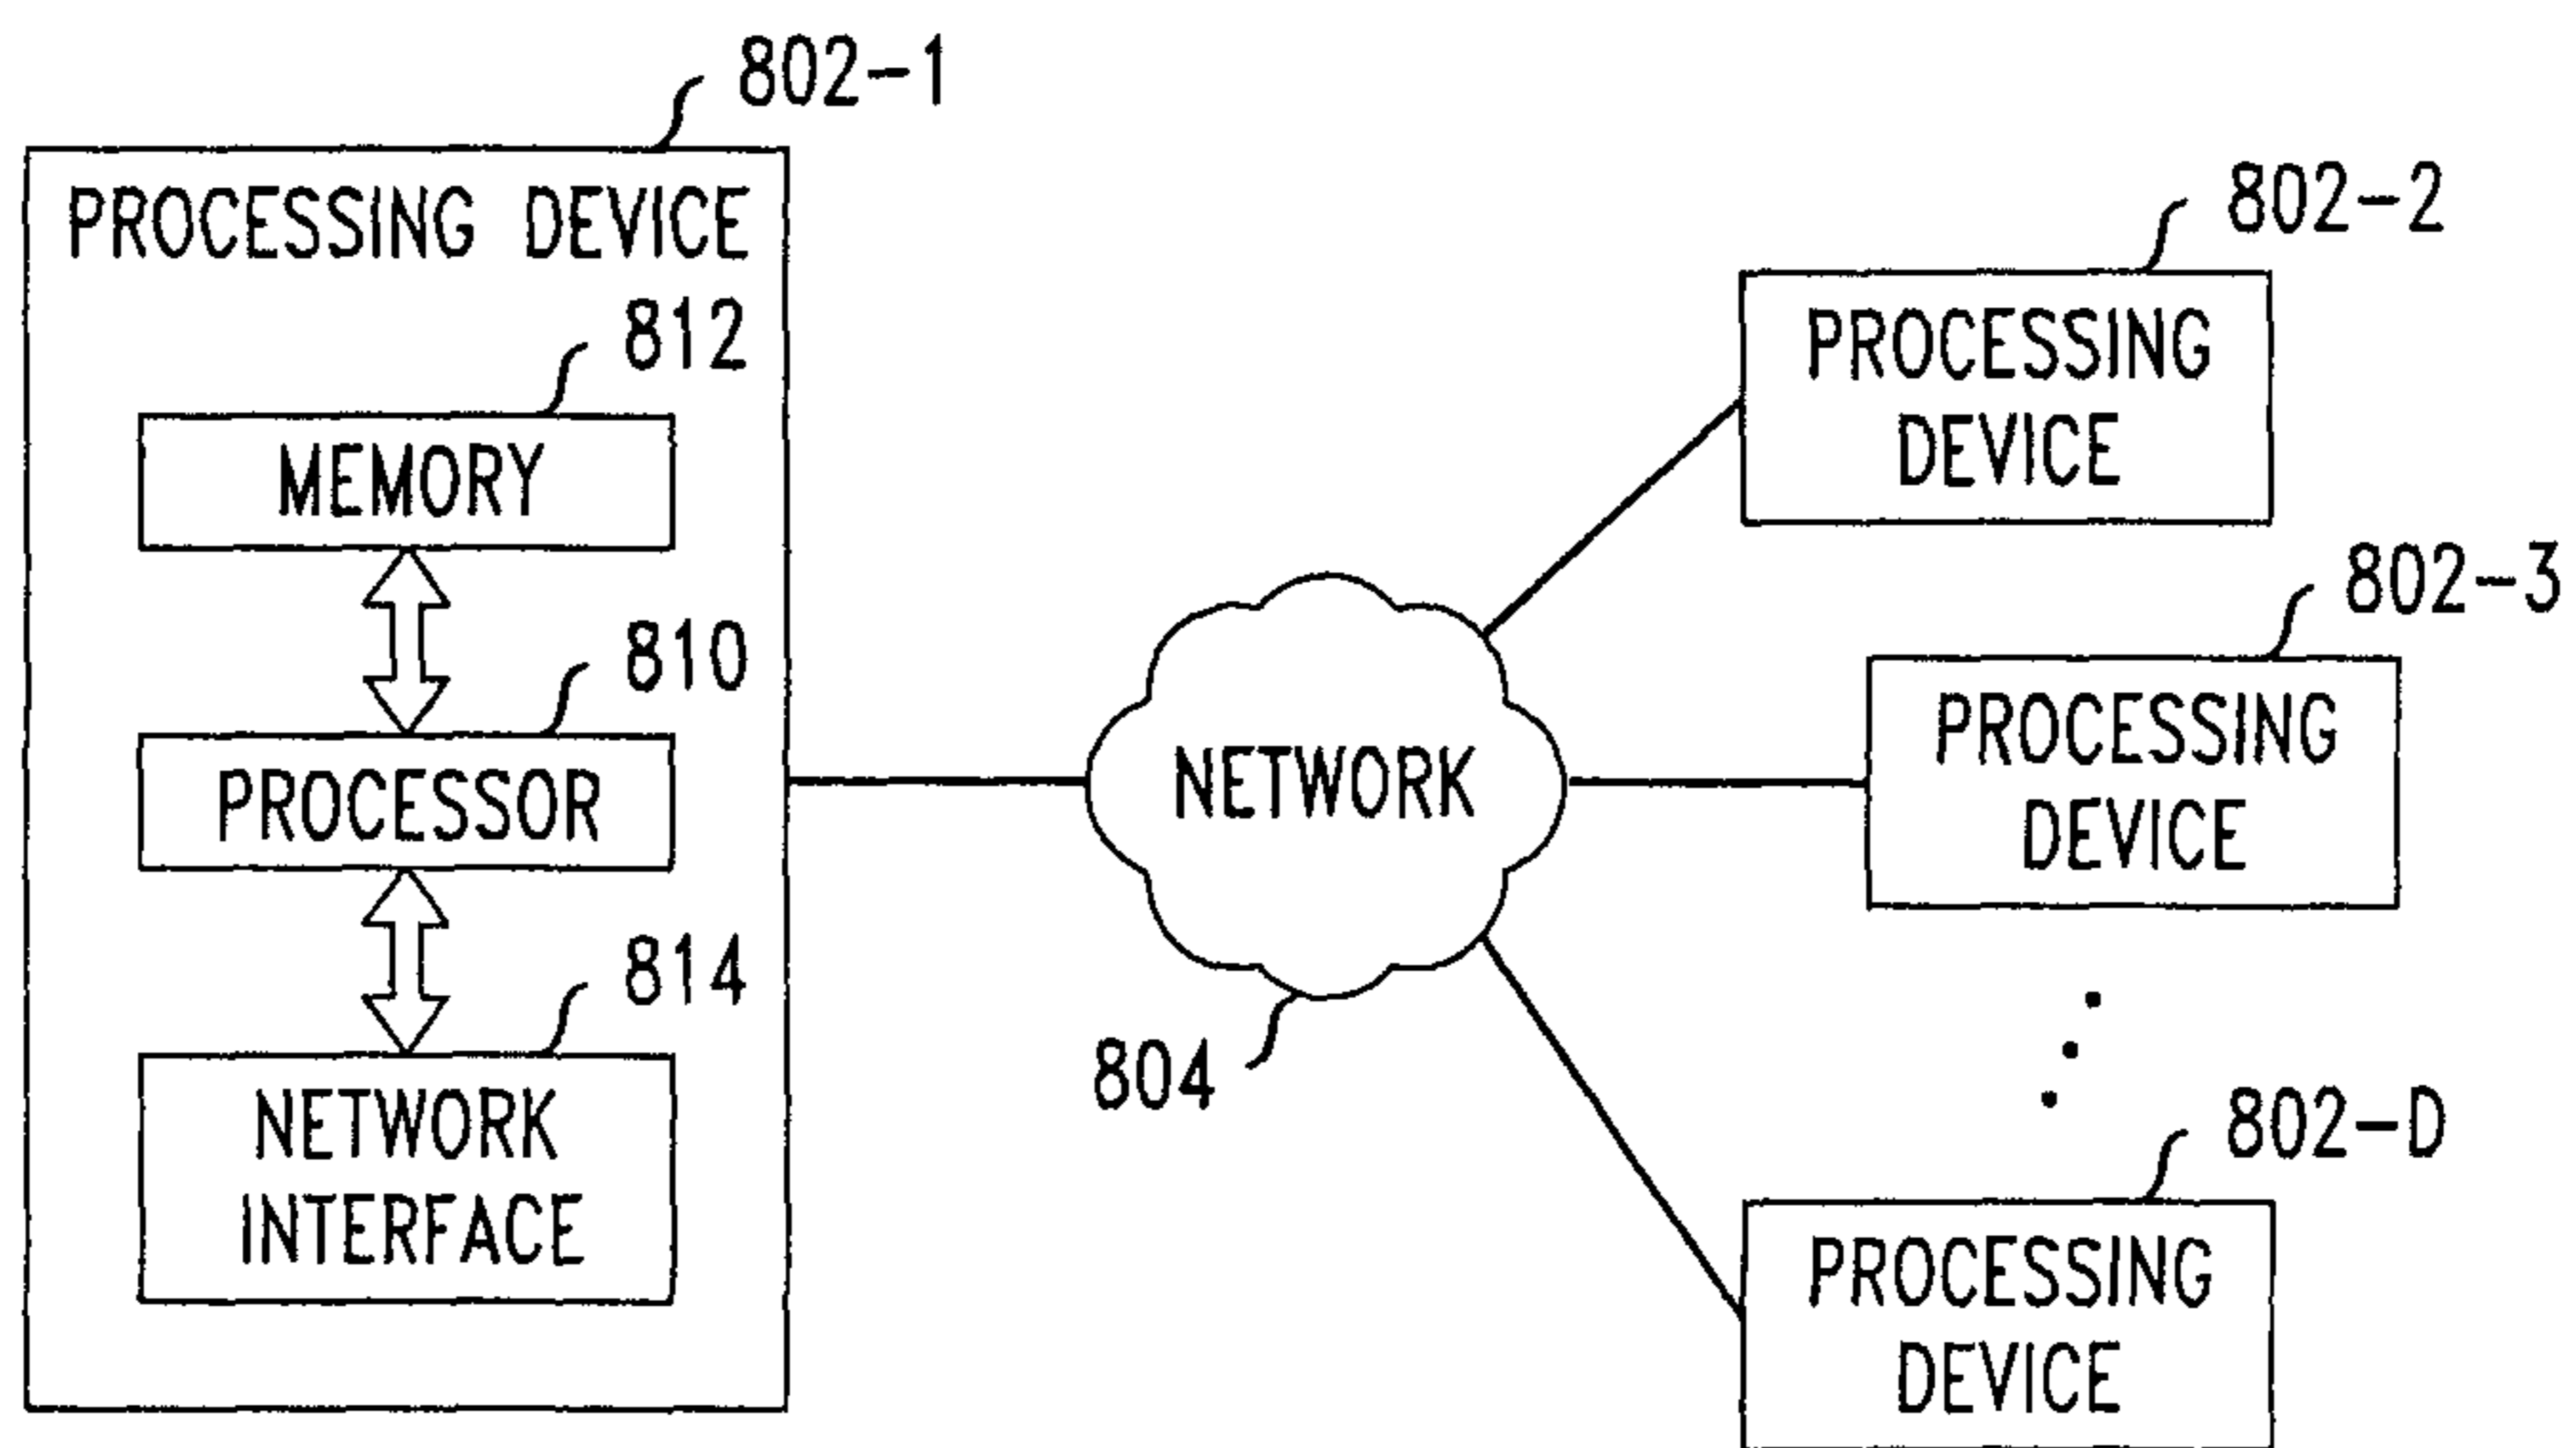 802-1
PROCESSING DEVICE
812
MEMORY
810
PROCESSOR
814
NETWORK
INTERFACE
NETWORK
804
802-2
PROCESSING
DEVICE
802-3
PROCESSING
DEVICE
802-D
PROCESSING
DEVICE